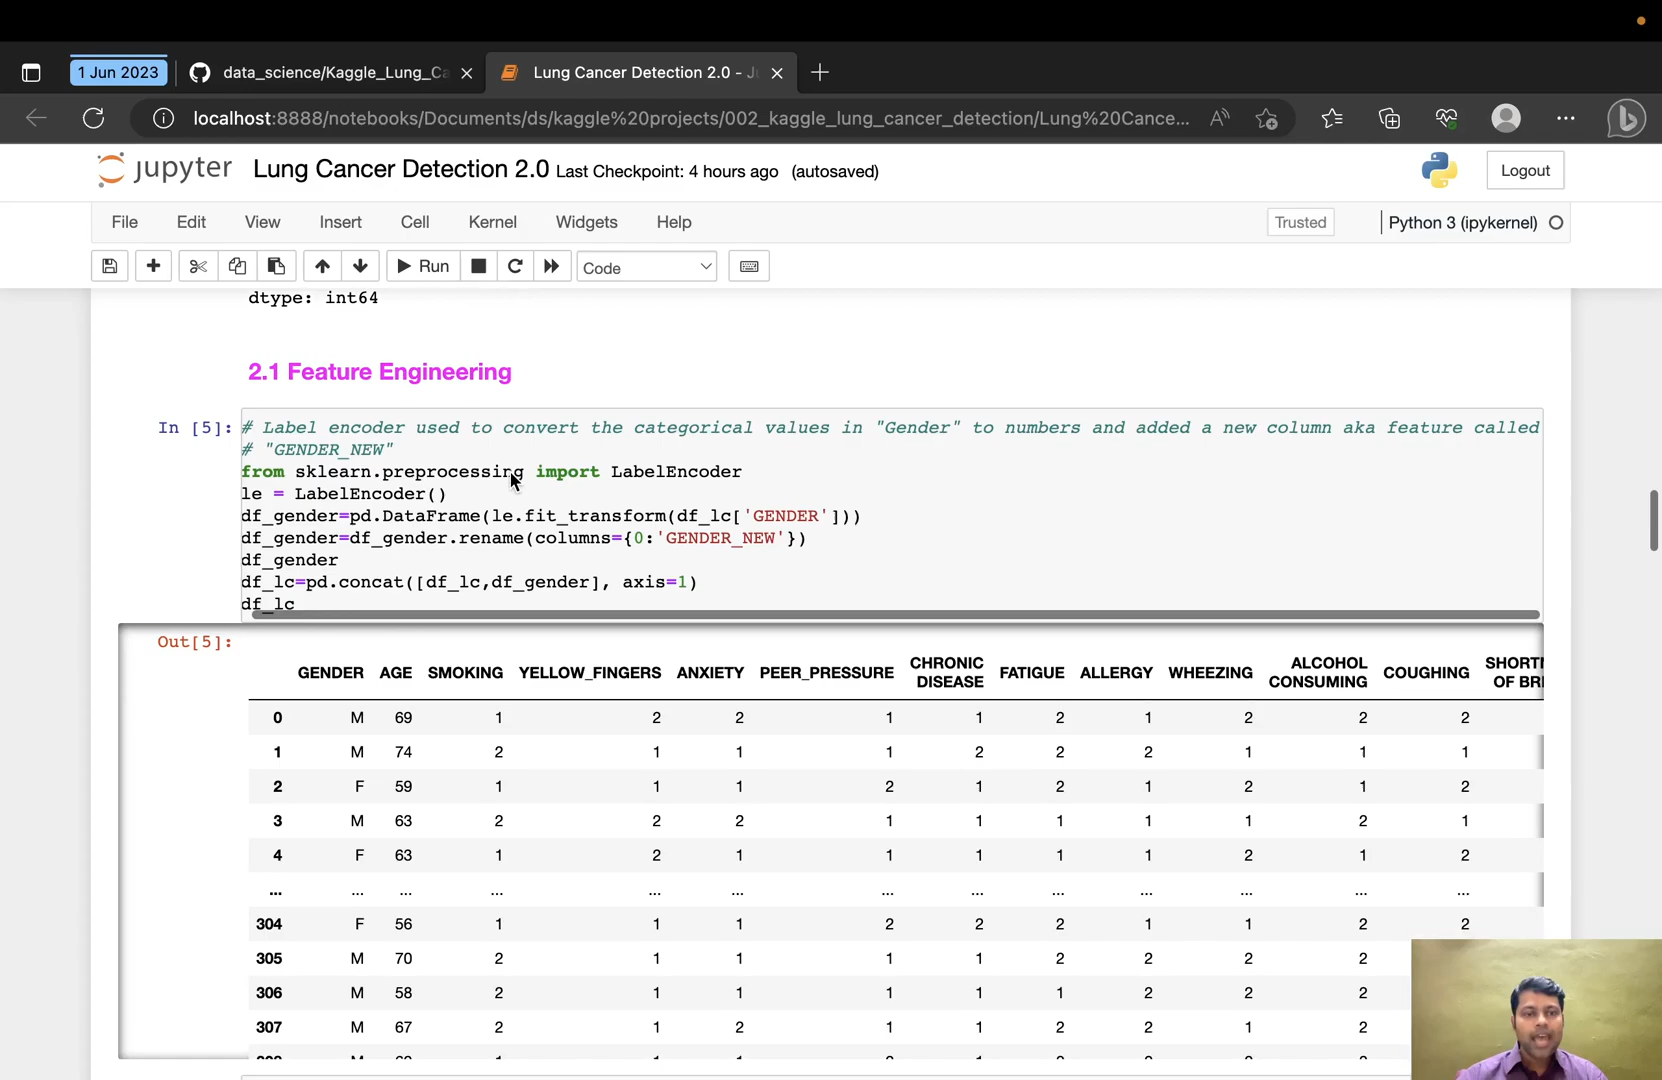 1 Jun 2023
data_science/Kaggle_Lung_Ca
Lung Cancer Detection 2.0 - Ju
localhost:8888/notebooks/Documents/ds/kaggle%20projects/002_kaggle_lung_cancer_detection/Lung%20Cance...
jupyter Lung Cancer Detection 2.0 Last Checkpoint: 4 hours ago (autosaved)
Logout
File Edit View Insert Cell Kernel Widgets Help
Trusted
Python 3 (ipykernel)
Run
Code
dtype: int64
2.1 Feature Engineering
In [5]: # Label encoder used to convert the categorical values in "Gender" to numbers and added a new column aka feature called
# "GENDER_NEW"
from sklearn.preprocessing import LabelEncoder
le = LabelEncoder()
df_gender=pd.DataFrame(le.fit_transform(df_lc['GENDER']))
df_gender=df_gender.rename(columns={0:'GENDER_NEW'})
df_gender
df_lc=pd.concat([df_lc,df_gender], axis=1)
df_lc
Out[5]:
GENDER AGE SMOKING YELLOW_FINGERS ANXIETY PEER_PRESSURE CHRONIC DISEASE FATIGUE ALLERGY WHEEZING ALCOHOL CONSUMING COUGHING SHORTN OF BRE
0 M 69 1 2 2 1 1 2 1 2 2 2
1 M 74 2 1 1 1 2 2 2 1 1 1
2 F 59 1 1 1 2 1 2 1 2 1 2
3 M 63 2 2 2 1 1 1 1 1 2 1
4 F 63 1 2 1 1 1 1 1 2 1 2
... ... ... ... ... ... ... ... ... ... ... ... ...
304 F 56 1 1 1 2 2 2 1 1 2 2
305 M 70 2 1 1 1 1 2 2 2 2
306 M 58 2 1 1 1 1 1 2 2 2
307 M 67 2 1 2 1 1 2 2 1 2